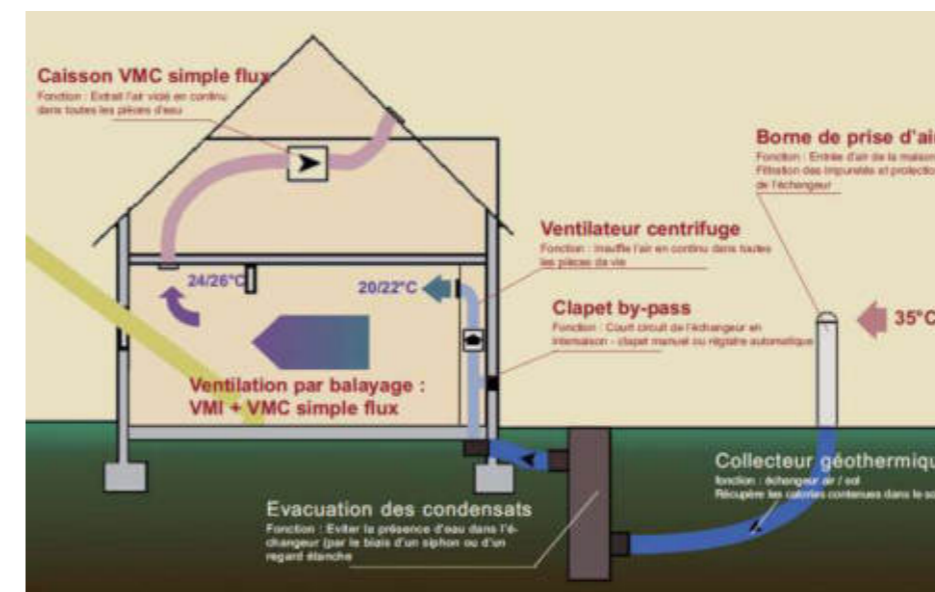 Caisson VMC simple flux
Fonction : Extrait l'air vicié en continu
dans toutes les pièces d'eau
Borne de prise d'air
Fonction : Entrée d'air de la maison
Filtration des impuretés et protection
de l'échangeur
Ventilateur centrifuge
Fonction : Insuffle l'air en continu dans toutes
les pièces de vie
24/26°C
20/22°C
Clapet by-pass
Fonction : Court circuit de l'échangeur en
intersaison - clapet manuel ou régistre automatique
35°C
Ventilation par balayage :
VMI + VMC simple flux
Collecteur géothermiqu
fonction : échangeur air / sol
Récupère les calories contenues dans le so
Evacuation des condensats
Fonction : Eviter la présence d'eau dans l'é-
changeur (par le biais d'un siphon ou d'un
regard étanche